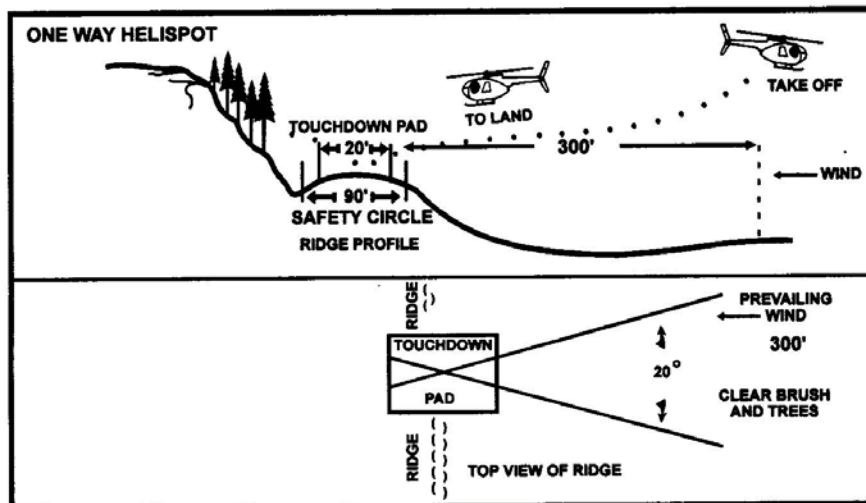 ONE WAY HELISPOT
TAKE OFF
TO LAND
TOUCHDOWN PAD
20'
300'
WIND
90'
SAFETY CIRCLE
RIDGE PROFILE
RIDGE
PREVAILING
WIND
300'
TOUCHDOWN
20°
PAD
CLEAR BRUSH
AND TREES
RIDGE
TOP VIEW OF RIDGE